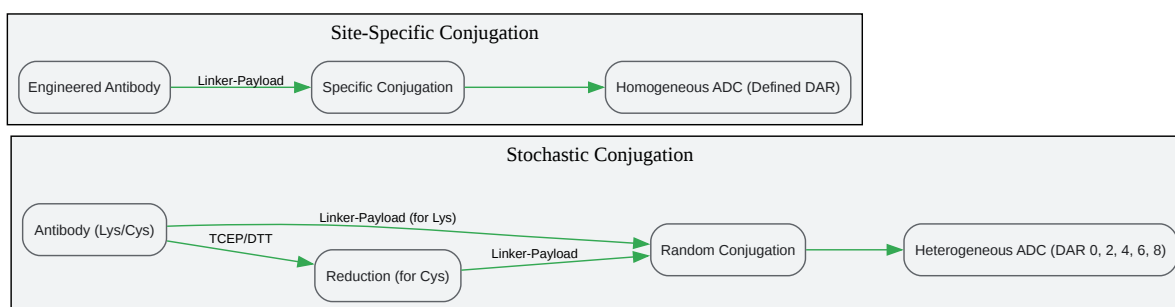 Site-Specific Conjugation
Engineered Antibody
Linker-Payload
Specific Conjugation
Homogeneous ADC (Defined DAR)
Stochastic Conjugation
Antibody (Lys/Cys)
Linker-Payload (for Lys)
TCEP/DTT
Reduction (for Cys)
Linker-Payload
Random Conjugation
Heterogeneous ADC (DAR 0, 2, 4, 6, 8)